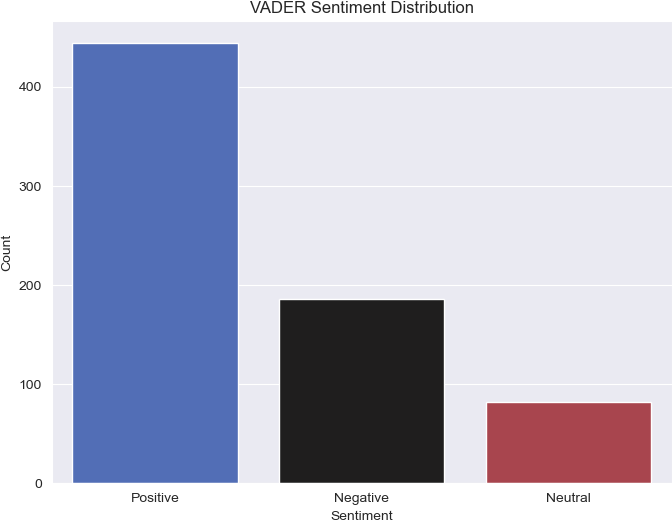 VADER Sentiment Distribution
400
300
200
100
0
Count
Positive
Negative
Neutral
Sentiment